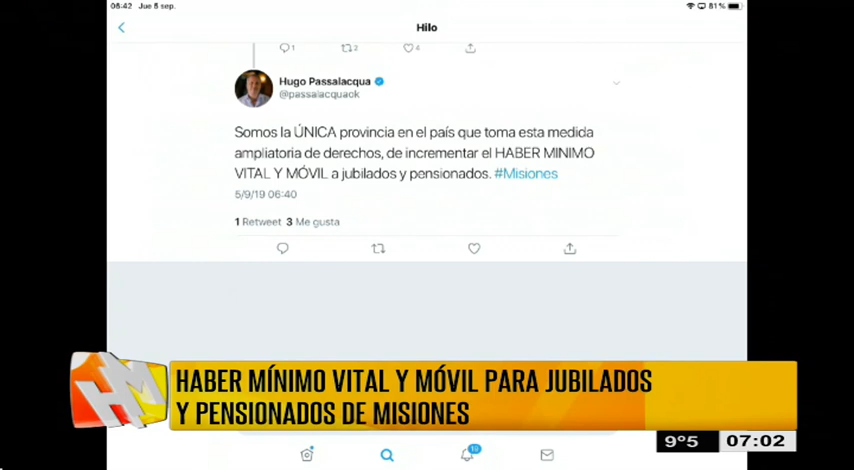 06:42 Jue 5 sep.
81%
Hilo
1 2 4
Hugo Passalacqua
@passalacquaok
Somos la ÚNICA provincia en el país que toma esta medida
ampliatoria de derechos, de incrementar el HABER MINIMO
VITAL Y MÓVIL a jubilados y pensionados. #Misiones
5/9/19 06:40
1 Retweet 3 Me gusta
HM
HABER MÍNIMO VITAL Y MÓVIL PARA JUBILADOS
Y PENSIONADOS DE MISIONES
9°5 07:02